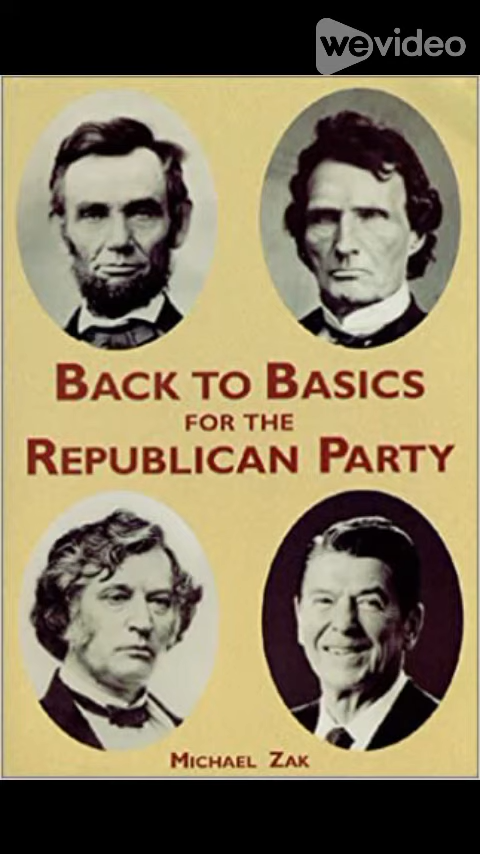 wevideo
BACK TO BASICS
FOR THE
REPUBLICAN PARTY
MICHAEL ZAK